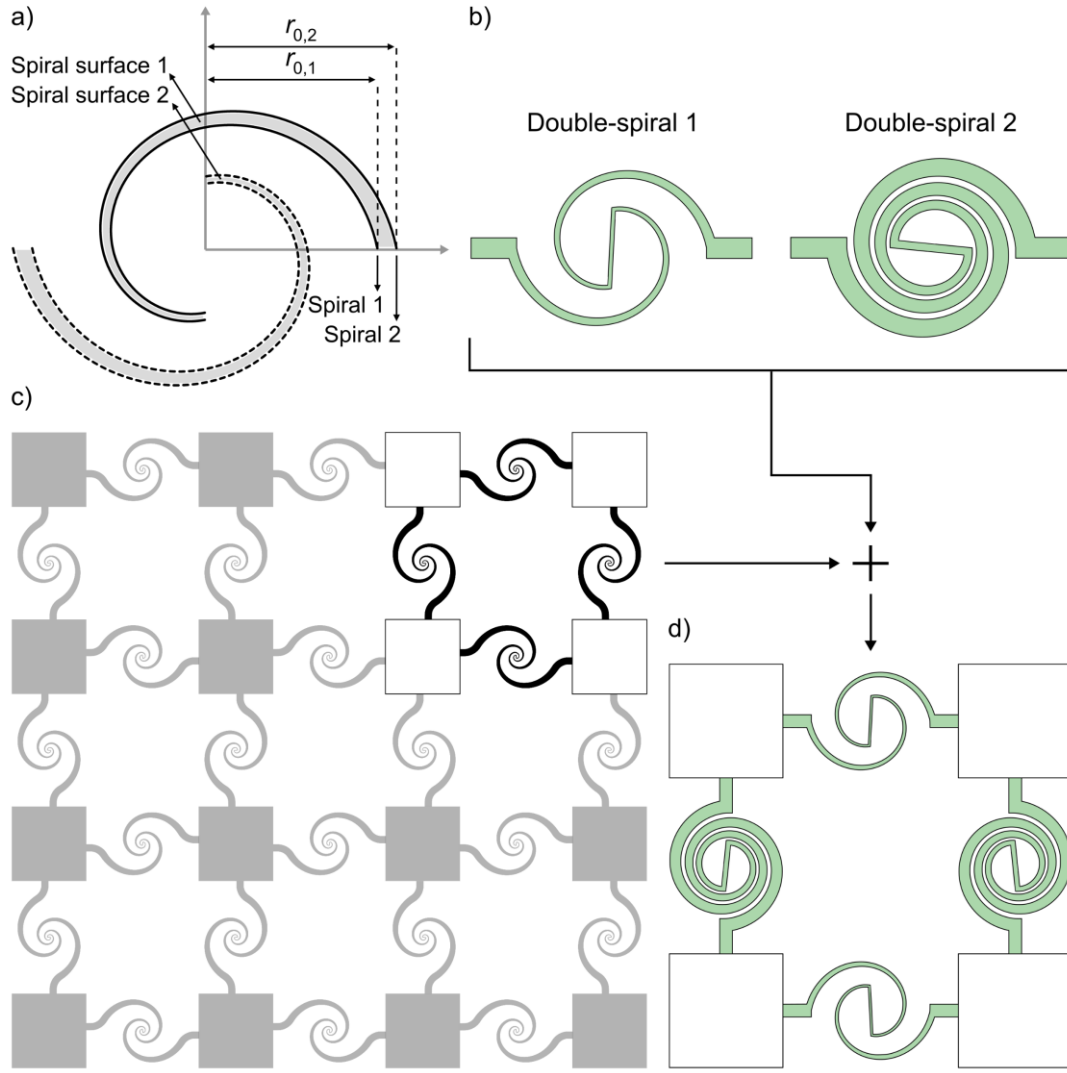 a)
r0,2
r0,1
Spiral surface 1
Spiral surface 2
Spiral 1
Spiral 2
b)
Double-spiral 1
Double-spiral 2
c)
d)